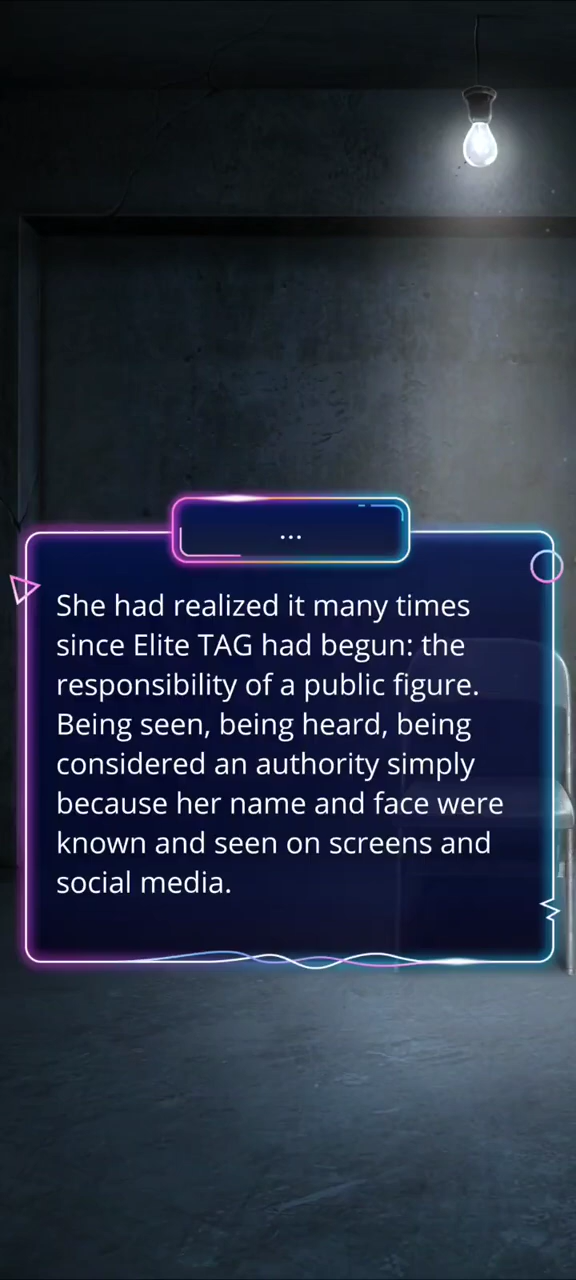 ...
She had realized it many times
since Elite TAG had begun: the
responsibility of a public figure.
Being seen, being heard, being
considered an authority simply
because her name and face were
known and seen on screens and
social media.